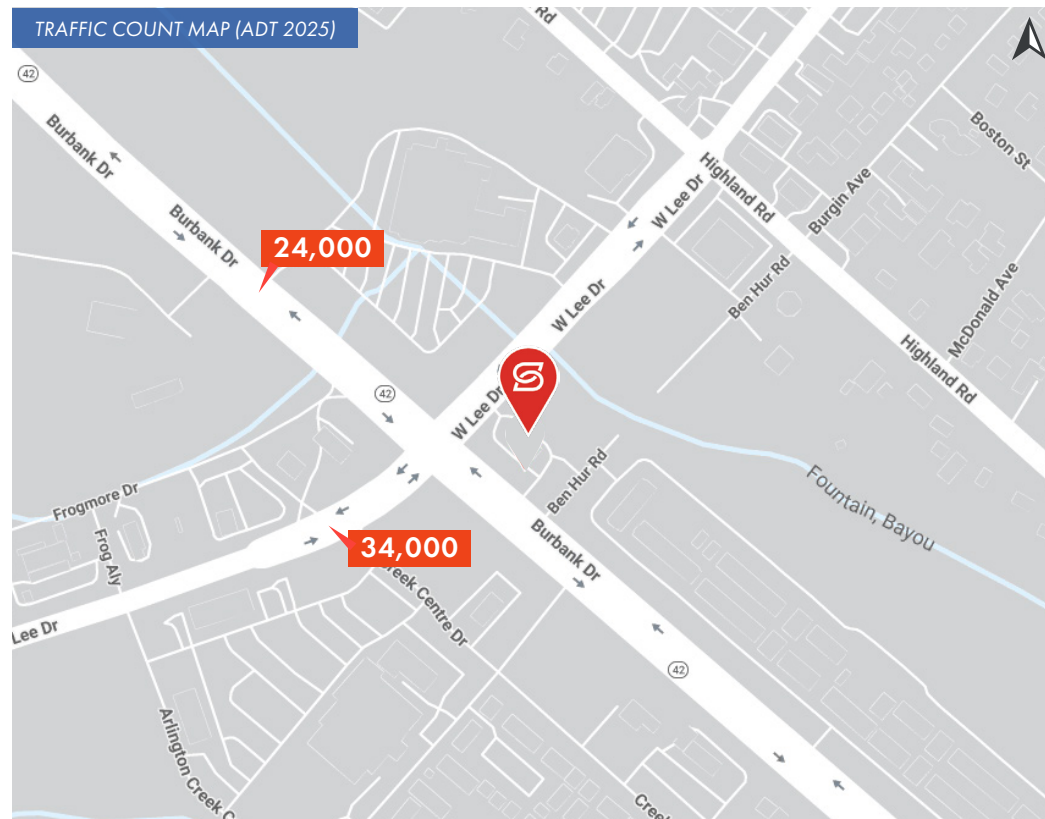 TRAFFIC COUNT MAP (ADT 2025)
Rd
42
Burbank Dr
Boston St
Highland Rd
W Lee Dr
Burgin Ave
Burbank Dr
24,000
Ben Hur Rd
McDonald Ave
W Lee Dr
Highland Rd
42
W Lee Dr
Frogmore Dr
Ben Hur Rd
Fountain, Bayou
Frog Aly
34,000
Burbank Dr
reek Centre Dr
Lee Dr
42
Arlington Creek C
Creek